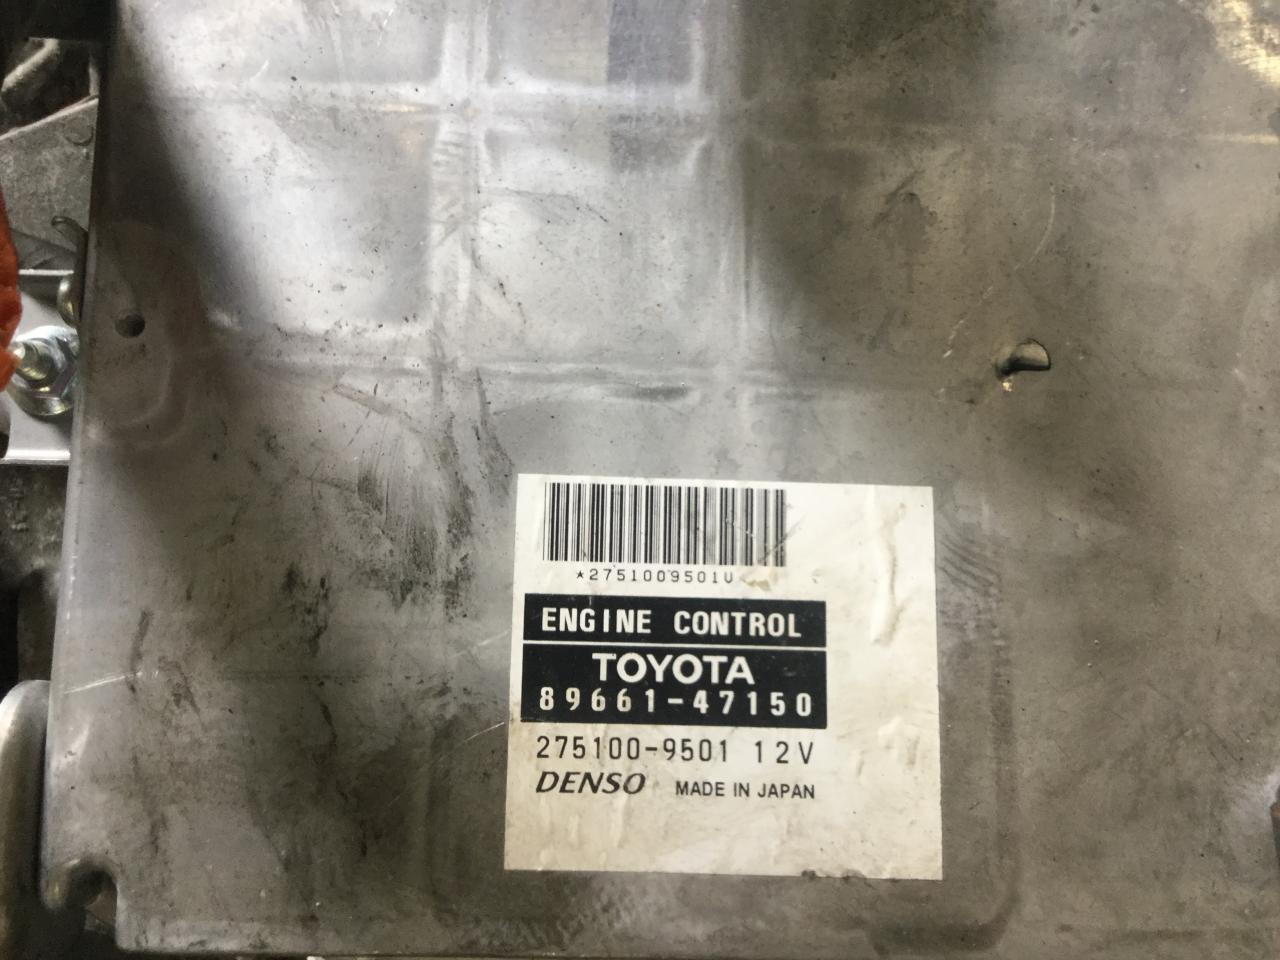 *2751009501U
ENGINE CONTROL
TOYOTA
89661-47150
275100-9501 12V
DENSO MADE IN JAPAN